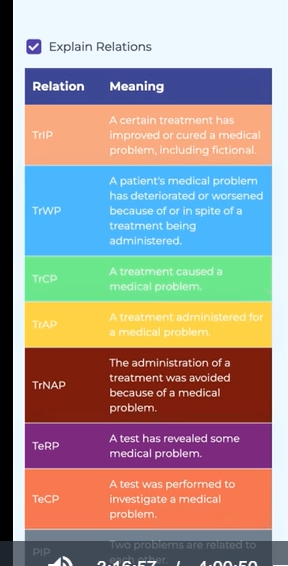 Explain Relations
Relation Meaning
TrIP A certain treatment has
improved or cured a medical
problem, including fictional.
A patient's medical problem
has deteriorated or worsened
TrWP because of or in spite of a
treatment being
administered.
TrCP A treatment caused a
medical problem.
TrAP A treatment administered for
a medical problem.
The administration of a
TrNAP treatment was avoided
because of a medical
problem.
TeRP A test has revealed some
medical problem.
TeCP A test was performed to
investigate a medical
problem.
PIP Two problems are related to
each other
2:16:57 / 4:00:50